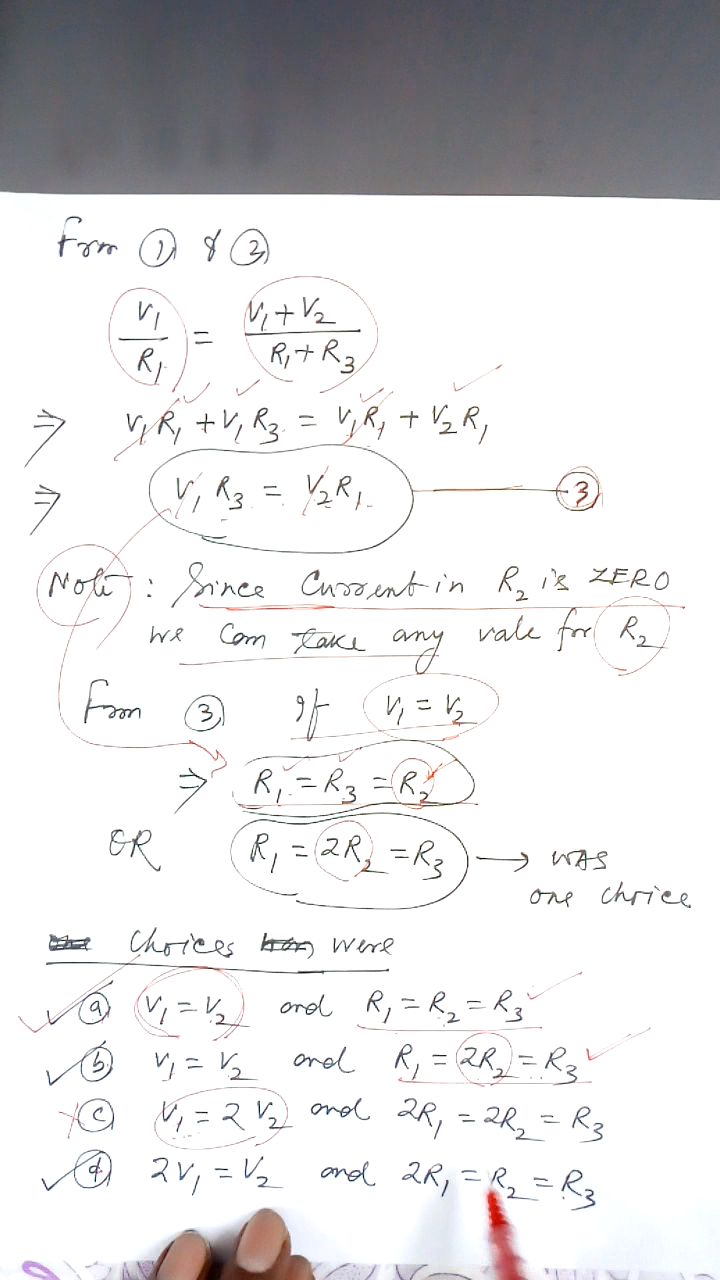 From ① & ②
V₁/R₁ = (V₁+V₂)/(R₁+R₃)
⇒ V₁R₁ + V₁R₃ = V₁R₁ + V₂R₁
⇒ V₁R₃ = V₂R₁ — ③
Note : Since Current in R₂ is ZERO
we can take any vale for R₂
From ③ If V₁ = V₂
⇒ R₁ = R₃ = R₂
OR R₁ = 2R₂ = R₃ → WAS
one choice
Choices were
✓ ⓐ V₁ = V₂ and R₁ = R₂ = R₃ ✓
✓ ⓑ V₁ = V₂ and R₁ = 2R₂ = R₃ ✓
× ⓒ V₁ = 2V₂ and 2R₁ = 2R₂ = R₃
✓ ⓓ 2V₁ = V₂ and 2R₁ = R₂ = R₃